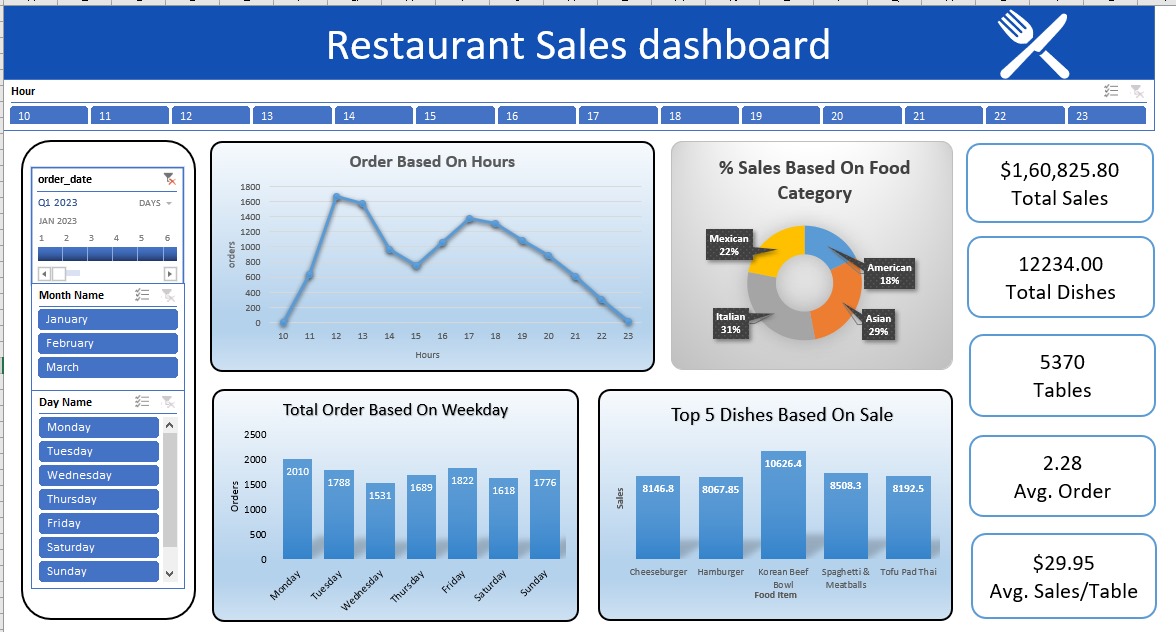 Restaurant Sales dashboard
Hour
10 11 12 13 14 15 16 17 18 19 20 21 22 23
order_date
Q1 2023 DAYS
JAN 2023
1 2 3 4 5 6
Month Name
January
February
March
Day Name
Monday
Tuesday
Wednesday
Thursday
Friday
Saturday
Sunday
Order Based On Hours
orders
1800
1600
1400
1200
1000
800
600
400
200
0
10 11 12 13 14 15 16 17 18 19 20 21 22 23
Hours
% Sales Based On Food
Category
Mexican
22%
American
18%
Italian
31%
Asian
29%
$1,60,825.80
Total Sales
12234.00
Total Dishes
5370
Tables
2.28
Avg. Order
$29.95
Avg. Sales/Table
Total Order Based On Weekday
Orders
2500
2000
1500
1000
500
0
2010 1788 1531 1689 1822 1618 1776
Monday Tuesday Wednesday Thursday Friday Saturday Sunday
Top 5 Dishes Based On Sale
Sales
8146.8 8067.85 10626.4 8508.3 8192.5
Cheeseburger Hamburger Korean Beef Spagheti & Tofu Pad Thai
Bowl Meatballs
Food Item